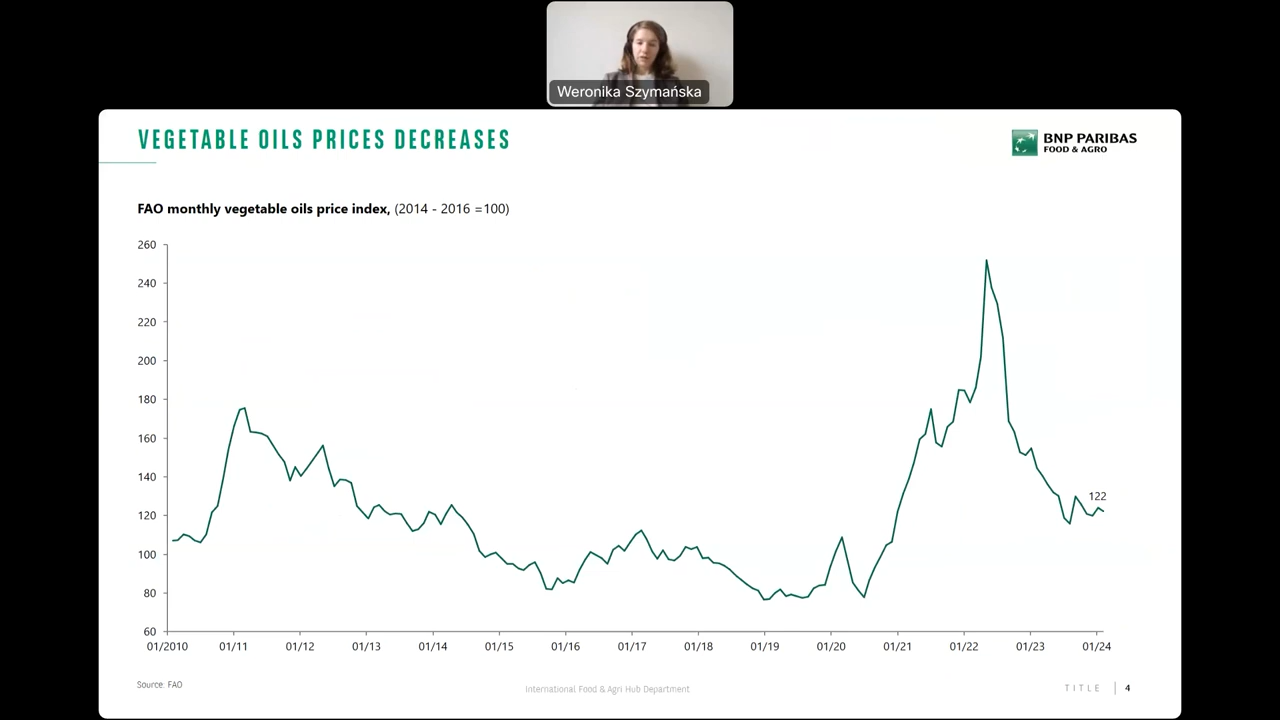 Weronika Szymańska
VEGETABLE OILS PRICES DECREASES
BNP PARIBAS
FOOD & AGRO
FAO monthly vegetable oils price index, (2014 - 2016 =100)
260
240
220
200
180
160
140
120
100
80
60
122
01/2010 01/11 01/12 01/13 01/14 01/15 01/16 01/17 01/18 01/19 01/20 01/21 01/22 01/23 01/24
Source: FAO
International Food & Agri Hub Department
TITLE 4